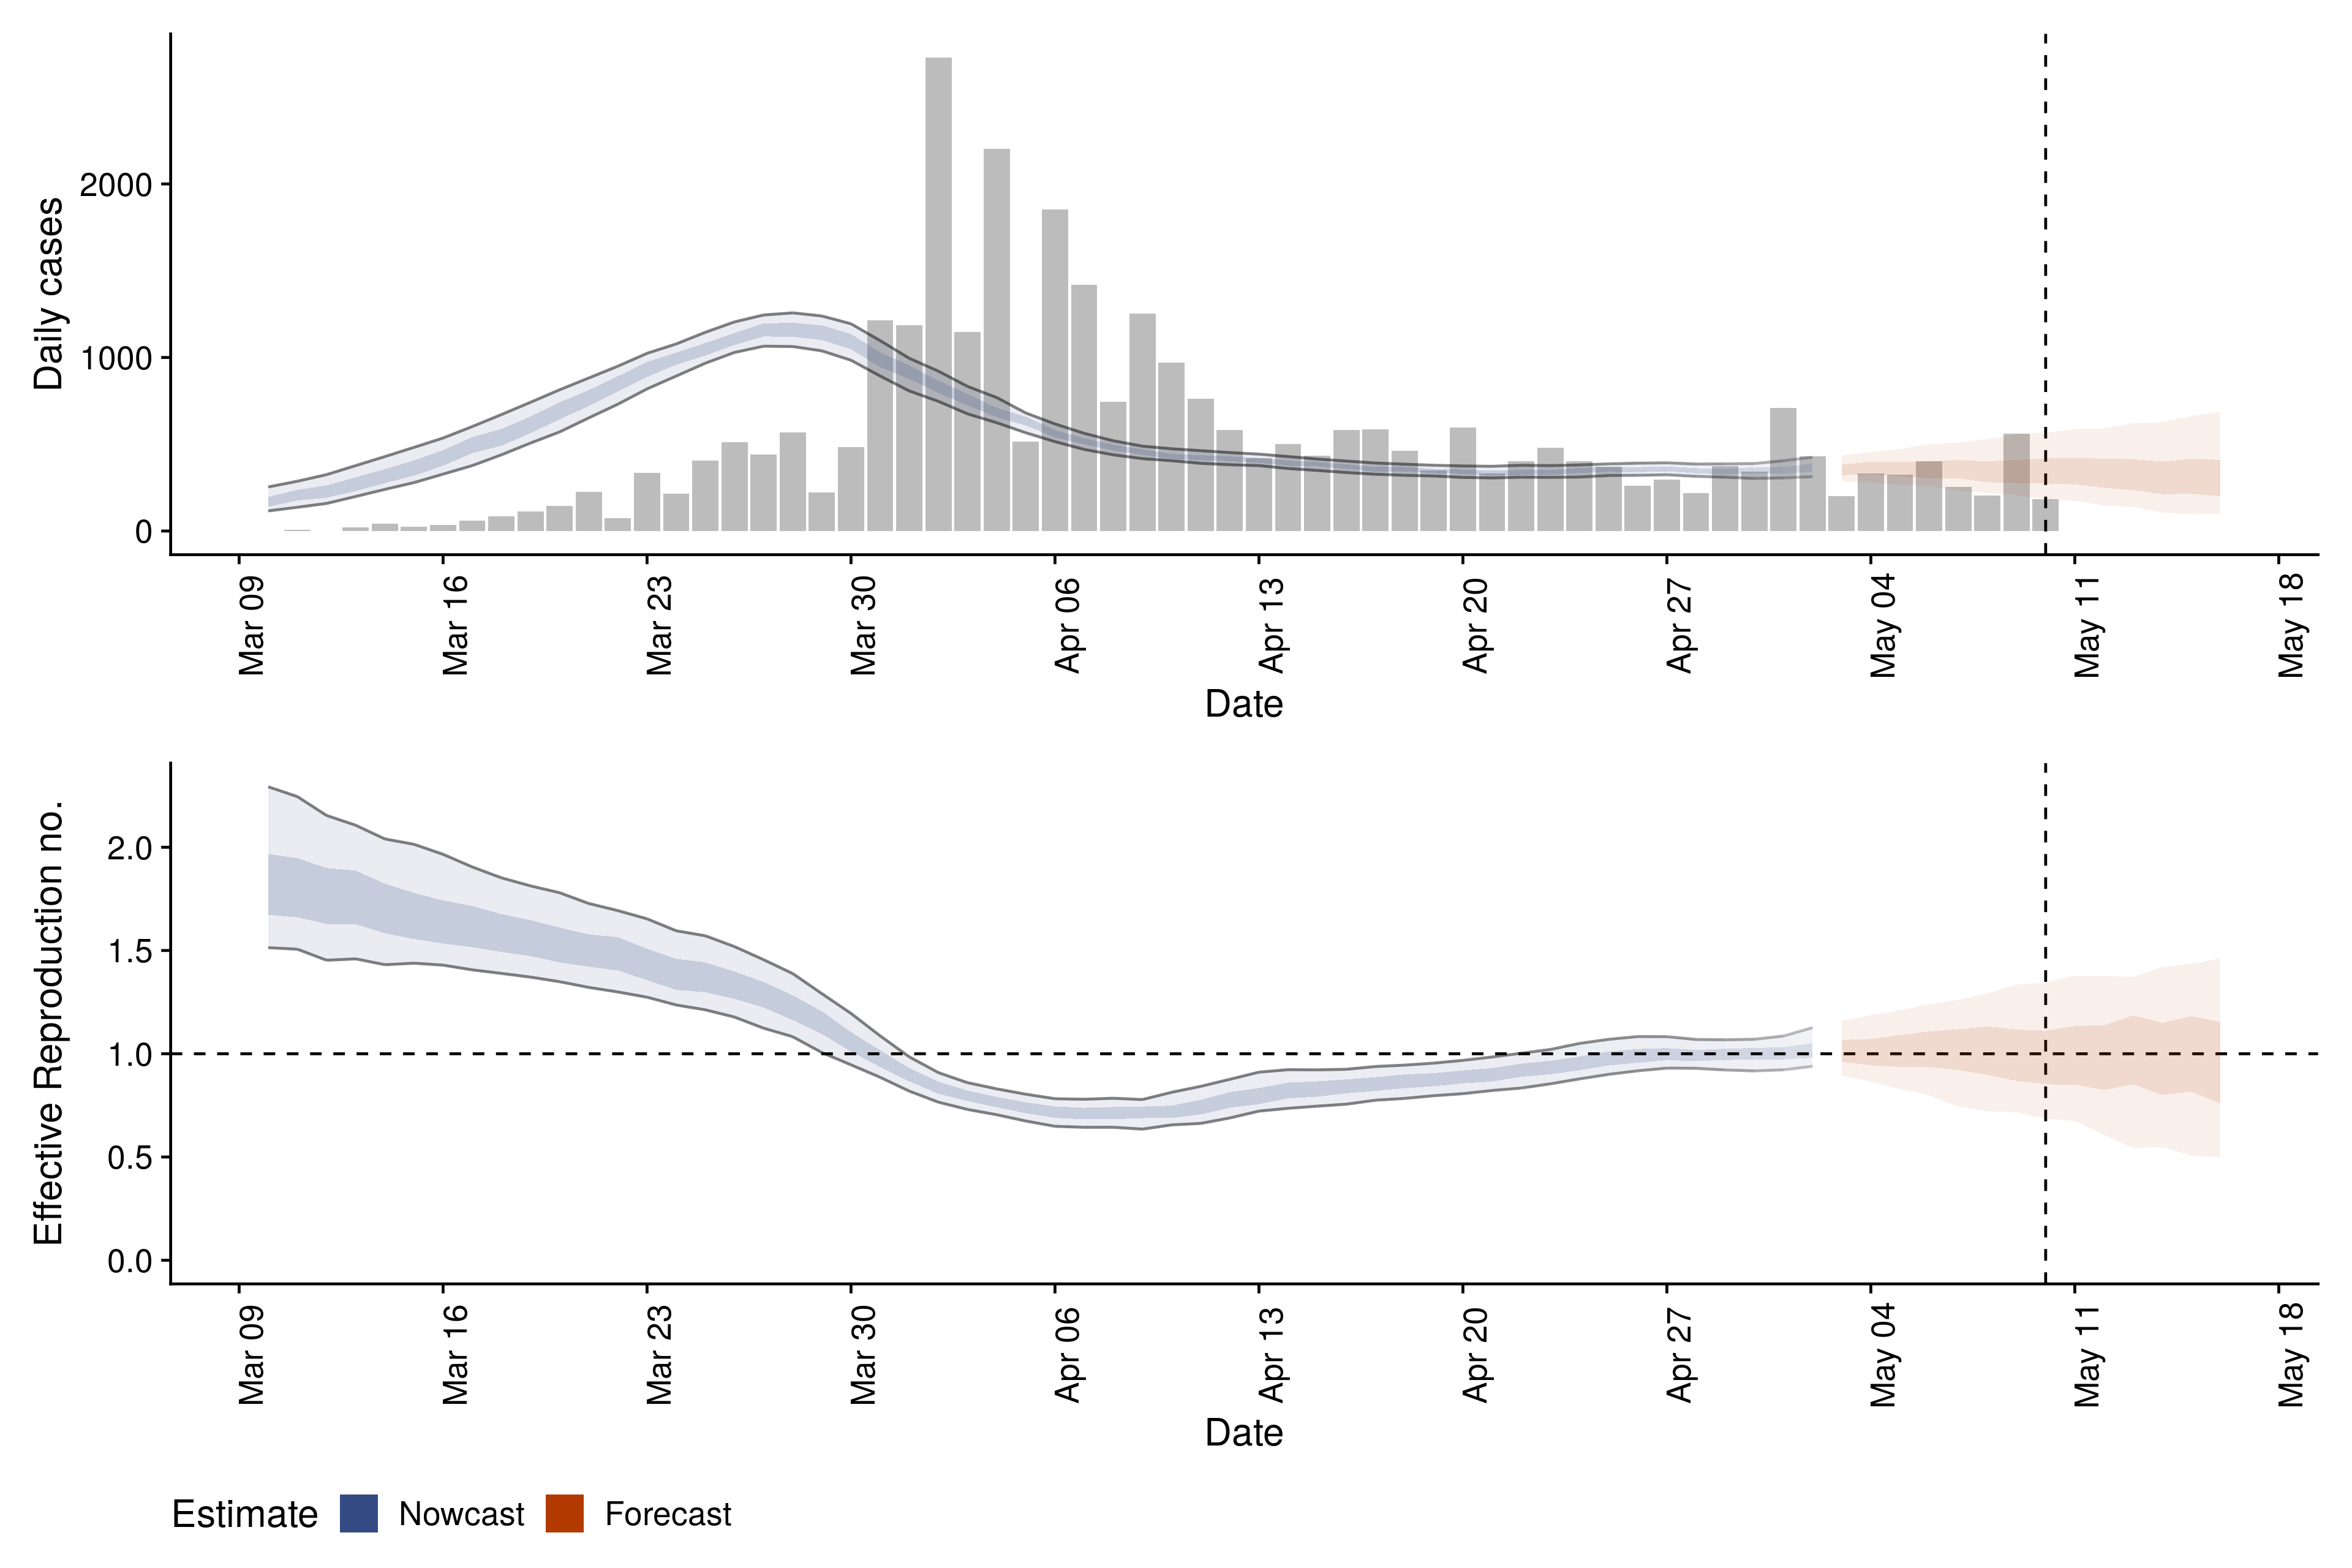 Daily cases
2000
1000
0
Mar 09
Mar 16
Mar 23
Mar 30
Apr 06
Apr 13
Apr 20
Apr 27
May 04
May 11
May 18
Date
Effective Reproduction no.
2.0
1.5
1.0
0.5
0.0
Mar 09
Mar 16
Mar 23
Mar 30
Apr 06
Apr 13
Apr 20
Apr 27
May 04
May 11
May 18
Date
Estimate Nowcast Forecast